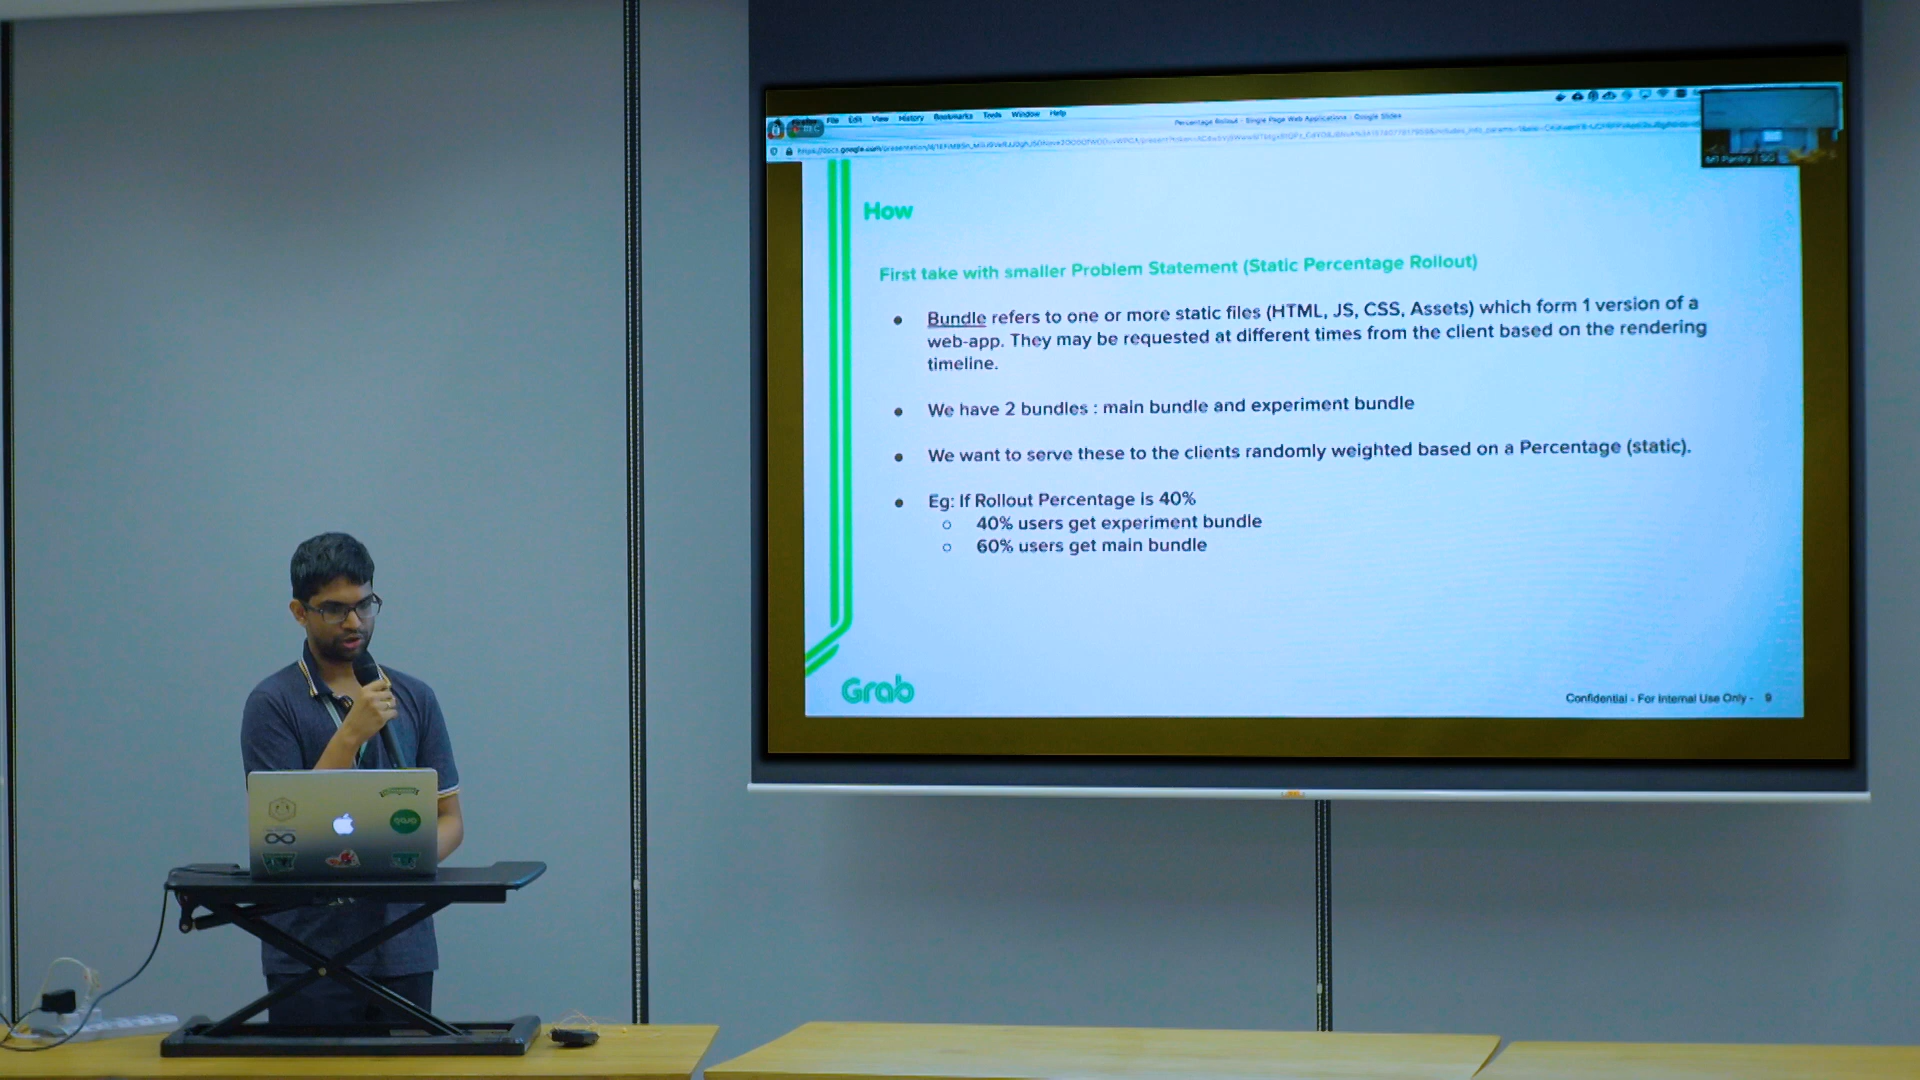 File Edit View History Bookmarks Tools Window Help
Percentage Rollout - Single Page Web Applications - Google Slides
M1 Pantry | SG
How
First take with smaller Problem Statement (Static Percentage Rollout)
● Bundle refers to one or more static files (HTML, JS, CSS, Assets) which form 1 version of a
web-app. They may be requested at different times from the client based on the rendering
timeline.
● We have 2 bundles : main bundle and experiment bundle
● We want to serve these to the clients randomly weighted based on a Percentage (static).
● Eg: If Rollout Percentage is 40%
○ 40% users get experiment bundle
○ 60% users get main bundle
Grab
Confidential - For Internal Use Only - 9